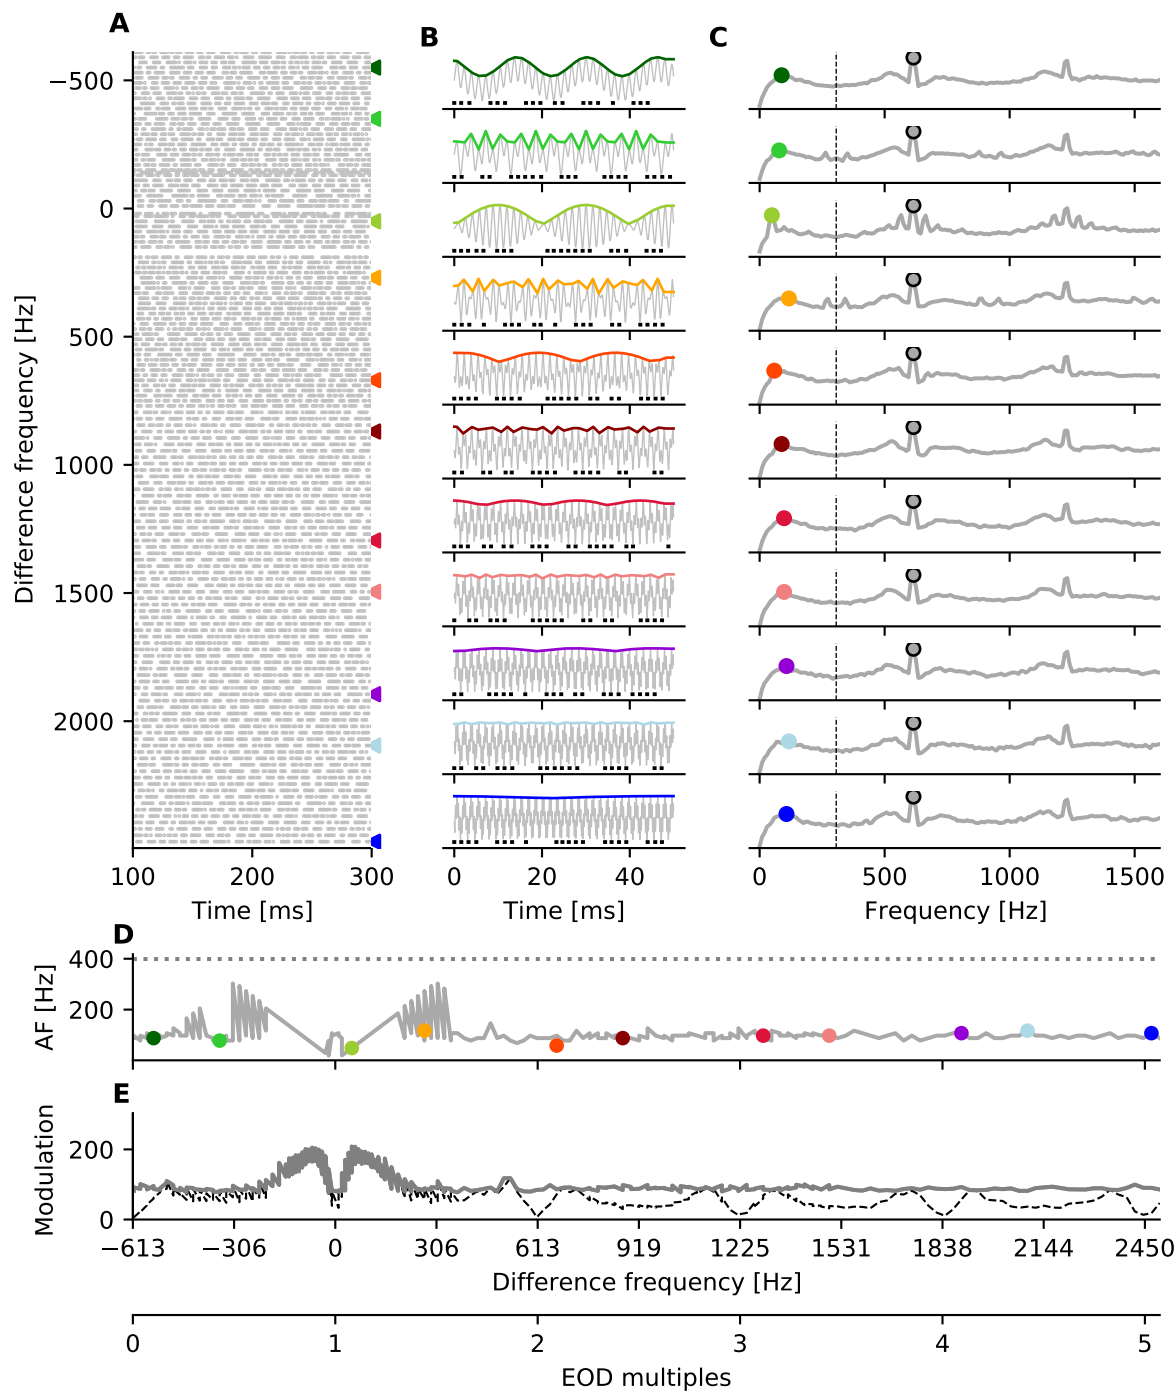 A
B
C
Difference frequency [Hz]
−500
0
500
1000
1500
2000
100 200 300
0 20 40
0 500 1000 1500
Time [ms]
Time [ms]
Frequency [Hz]
D
AF [Hz]
400
200
E
Modulation
200
0
−613 −306 0 306 613 919 1225 1531 1838 2144 2450
Difference frequency [Hz]
0 1 2 3 4 5
EOD multiples